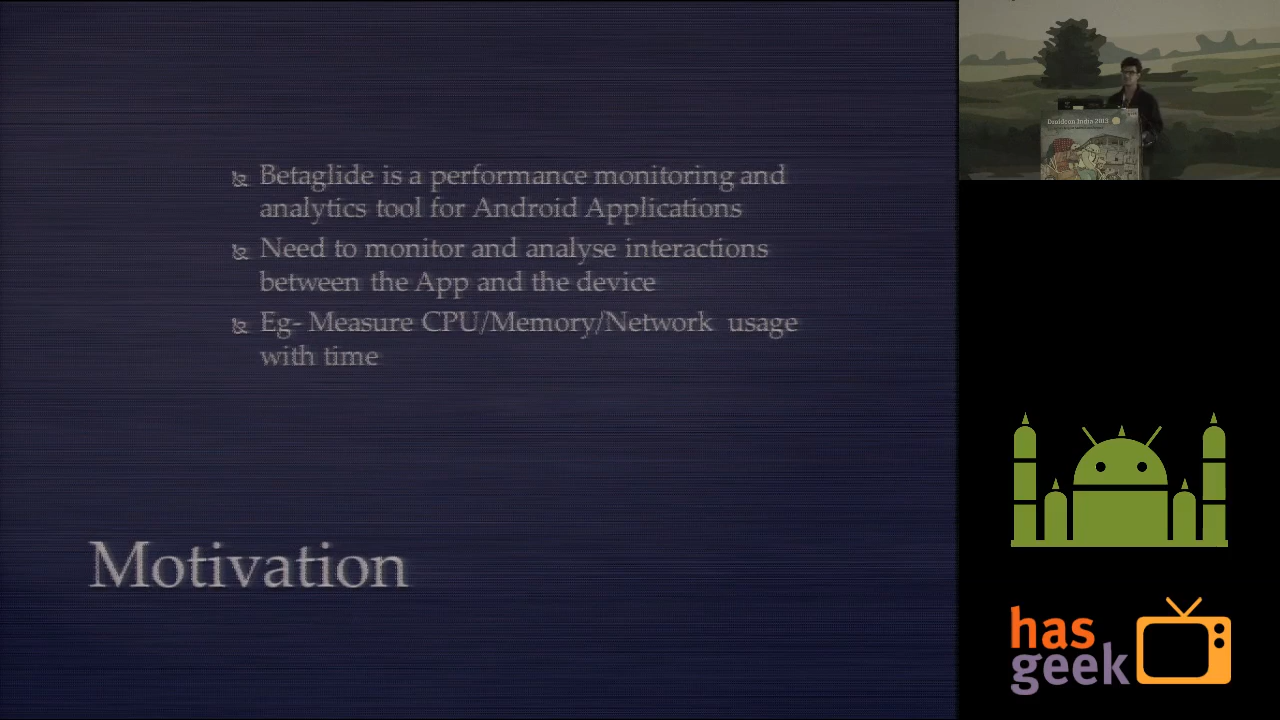 Betaglide is a performance monitoring and
analytics tool for Android Applications
Need to monitor and analyse interactions
between the App and the device
Eg- Measure CPU/Memory/Network usage
with time
Motivation
Droidcon India 2013
has
geek